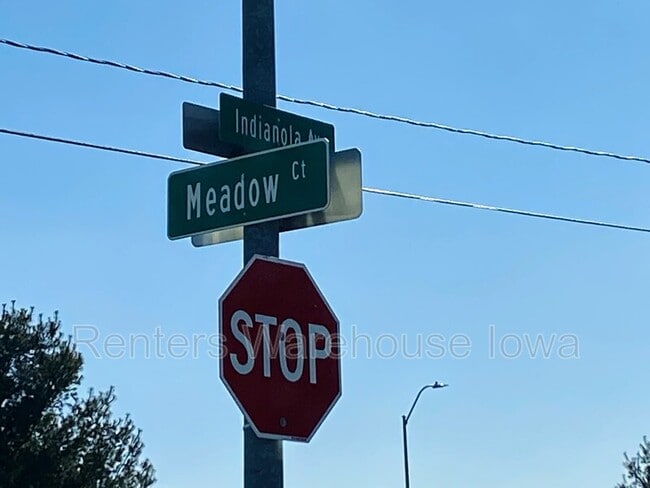 Indianola Av
Meadow Ct
STOP
Renters Warehouse Iowa